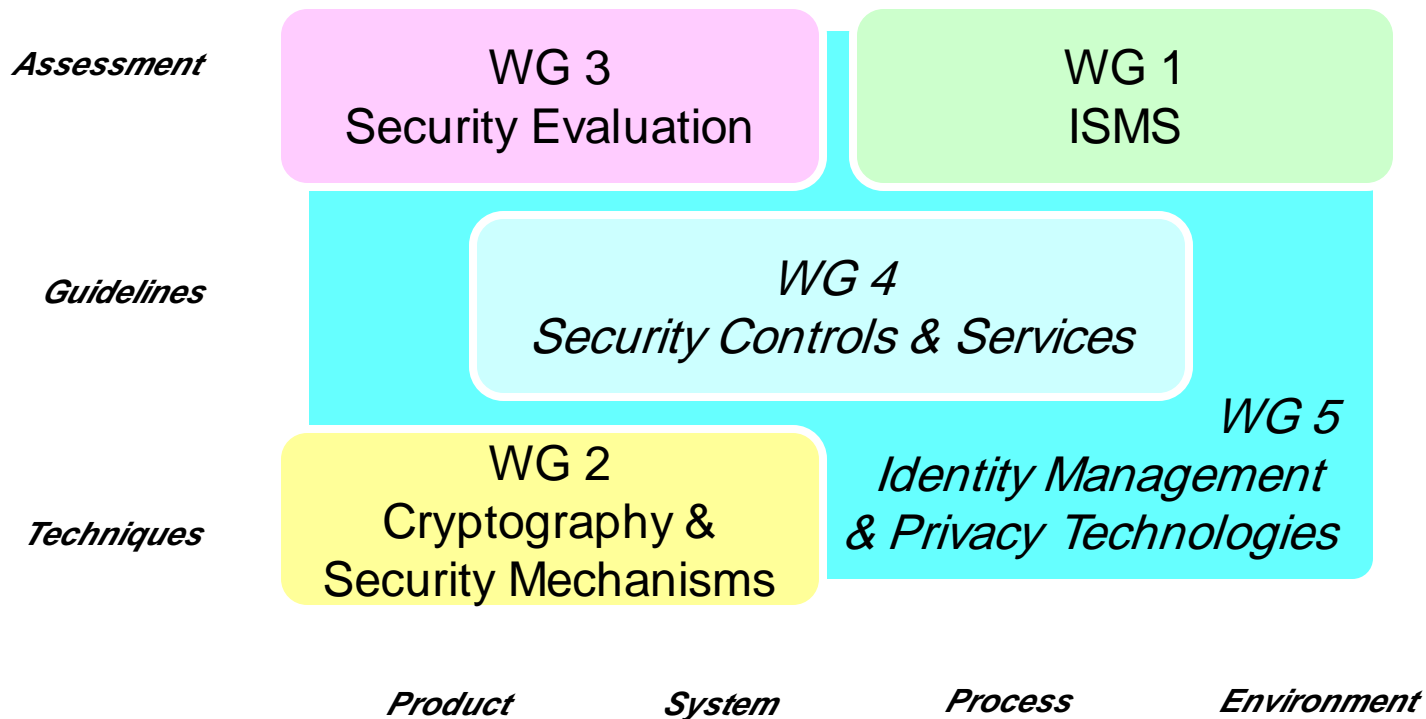 Assessment
WG 3
Security Evaluation
WG 1
ISMS
Guidelines
WG 4
Security Controls & Services
WG 5
Identity Management
& Privacy Technologies
Techniques
WG 2
Cryptography &
Security Mechanisms
Product
System
Process
Environment